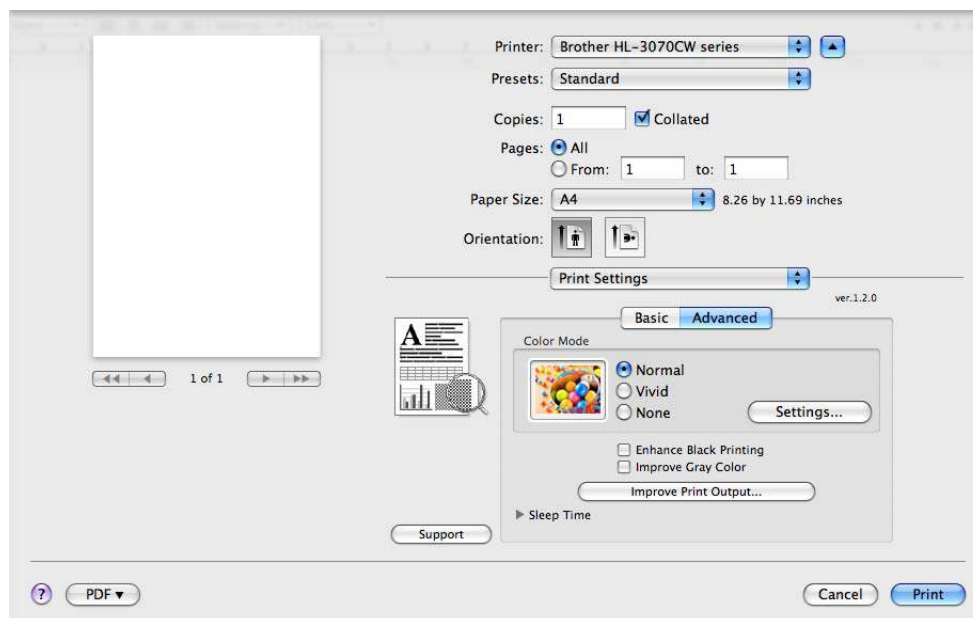 Printer: Brother HL-3070CW series
Presets: Standard
Copies: 1 Collated
Pages: All
From: 1 to: 1
Paper Size: A4 8.26 by 11.69 inches
Orientation:
Print Settings
ver.1.2.0
Basic Advanced
Color Mode
A
Normal
Vivid
None Settings...
1 of 1
Enhance Black Printing
Improve Gray Color
Improve Print Output...
Sleep Time
Support
? PDF Cancel Print